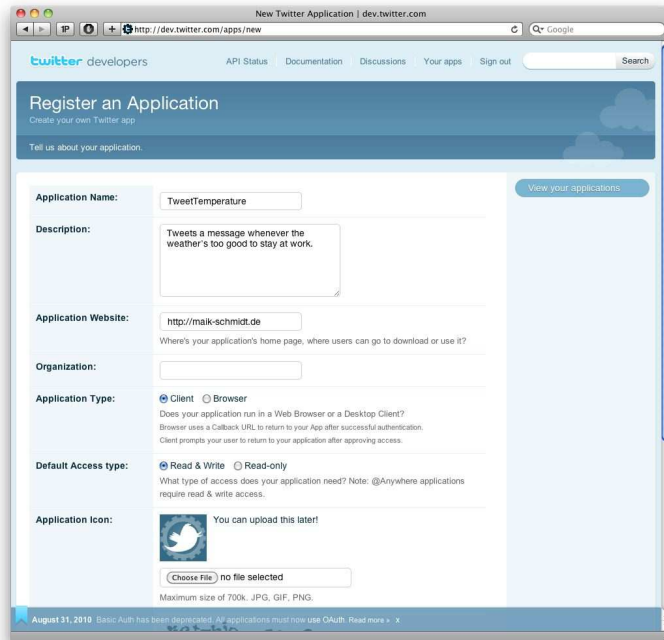 New Twitter Application | dev.twitter.com
1P
http://dev.twitter.com/apps/new
Google
twitter developers
API Status
Documentation
Discussions
Your apps
Sign out
Search
Register an Application
Create your own Twitter app
Tell us about your application.
View your applications
Application Name:
TweetTemperature
Description:
Tweets a message whenever the
weather's too good to stay at work.
Application Website:
http://maik-schmidt.de
Where's your application's home page, where users can go to download or use it?
Organization:
Application Type:
Client
Browser
Does your application run in a Web Browser or a Desktop Client?
Browser uses a Callback URL to return to your App after successful authentication.
Client prompts your user to return to your application after approving access.
Default Access type:
Read & Write
Read-only
What type of access does your application need? Note: @Anywhere applications
require read & write access.
Application Icon:
You can upload this later!
Choose File no file selected
Maximum size of 700k. JPG, GIF, PNG.
August 31, 2010 Basic Auth has been deprecated. All applications must now use OAuth. Read more » x